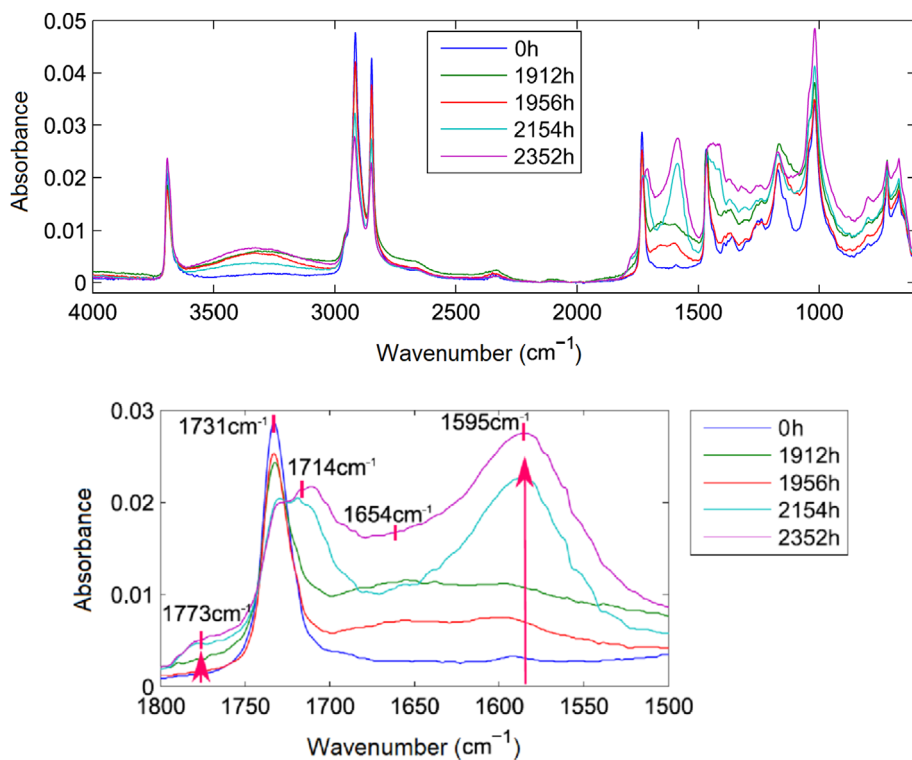 0.05
0.04
0.03
0.02
0.01
0
Absorbance
0h
1912h
1956h
2154h
2352h
4000 3500 3000 2500 2000 1500 1000
Wavenumber (cm⁻¹)
0.03
0.02
0.01
0
Absorbance
1731cm⁻¹
1714cm⁻¹
1654cm⁻¹
1595cm⁻¹
1773cm⁻¹
0h
1912h
1956h
2154h
2352h
1800 1750 1700 1650 1600 1550 1500
Wavenumber (cm⁻¹)